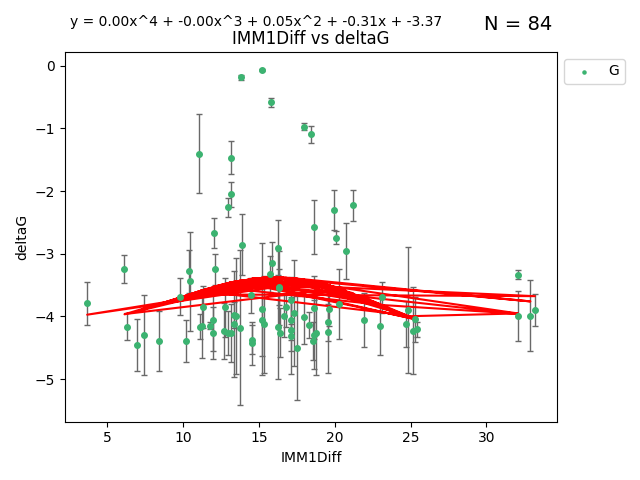 y = 0.00x^4 + -0.00x^3 + 0.05x^2 + -0.31x + -3.37
N = 84
IMM1Diff vs deltaG
G
0
−1
−2
−3
−4
−5
deltaG
5 10 15 20 25 30
IMM1Diff